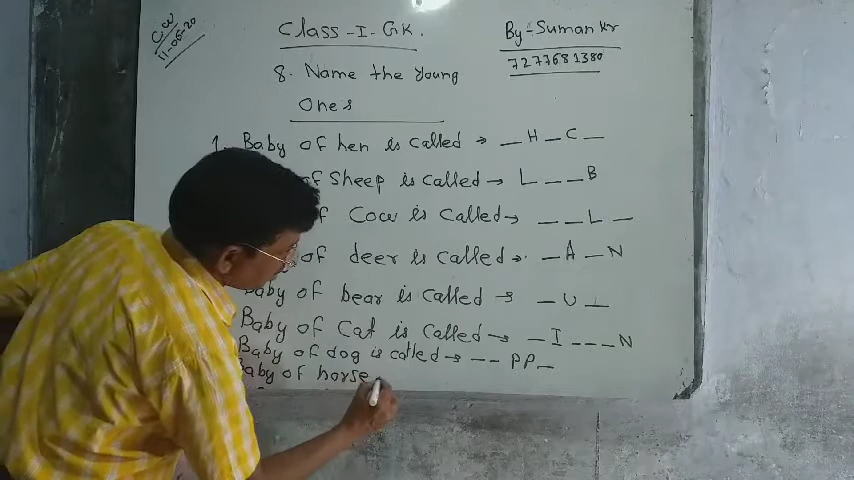 CW
11-05-20
Class-I-GK.
By-Suman Kr
7277681380
8. Name the Young
Ones
1. Baby of hen is called → _ H _ C _
of Sheep is called → L _ _ B
of Cow is called → _ _ L _
of deer is called → _ A _ N
Baby of bear is called → _ U _
Baby of Cat is called → _ I _ _ _ N
Baby of dog is called → _ _ P P _
Baby of horse